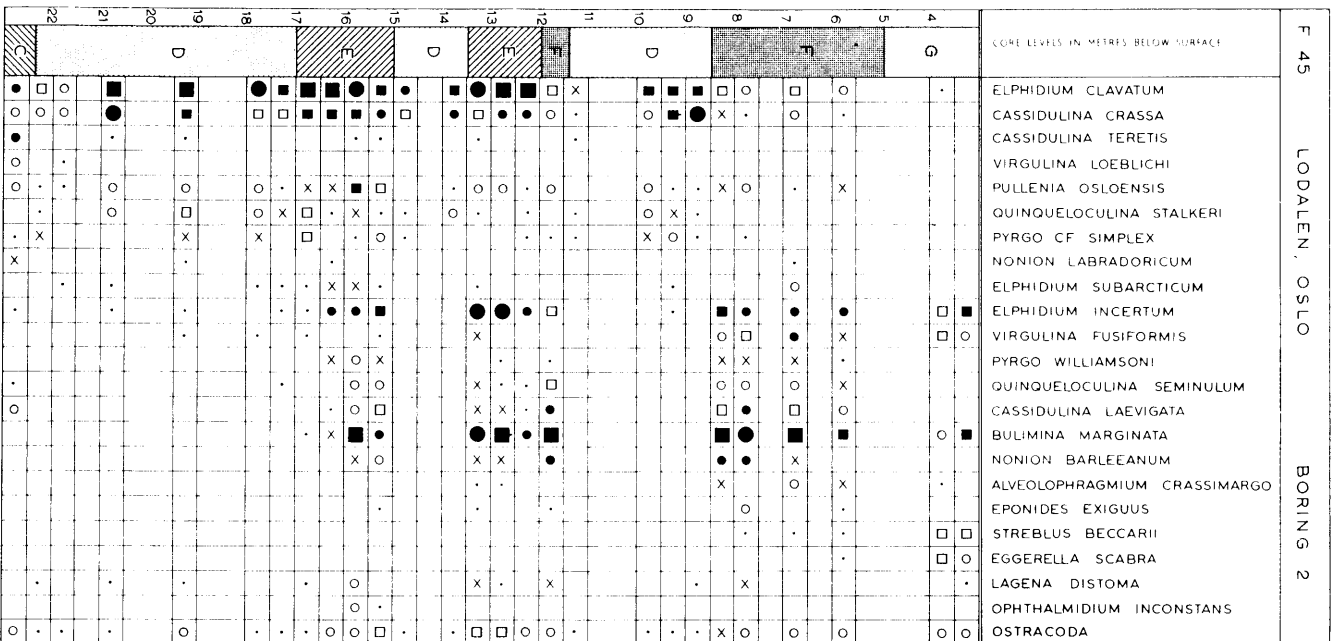 F 45 LODALEN, OSLO BORING 2
CORE LEVELS IN METRES BELOW SURFACE
22 21 20 19 18 17 16 15 14 13 12 11 10 9 8 7 6 5 4
C D E D E F D F G
ELPHIDIUM CLAVATUM
CASSIDULINA CRASSA
CASSIDULINA TERETIS
VIRGULINA LOEBLICHI
PULLENIA OSLOENSIS
QUINQUELOCULINA STALKERI
PYRGO CF SIMPLEX
NONION LABRADORICUM
ELPHIDIUM SUBARCTICUM
ELPHIDIUM INCERTUM
VIRGULINA FUSIFORMIS
PYRGO WILLIAMSONI
QUINQUELOCULINA SEMINULUM
CASSIDULINA LAEVIGATA
BULIMINA MARGINATA
NONION BARLEEANUM
ALVEOLOPHRAGMIUM CRASSIMARGO
EPONIDES EXIGUUS
STREBLUS BECCARII
EGGERELLA SCABRA
LAGENA DISTOMA
OPHTHALMIDIUM INCONSTANS
OSTRACODA